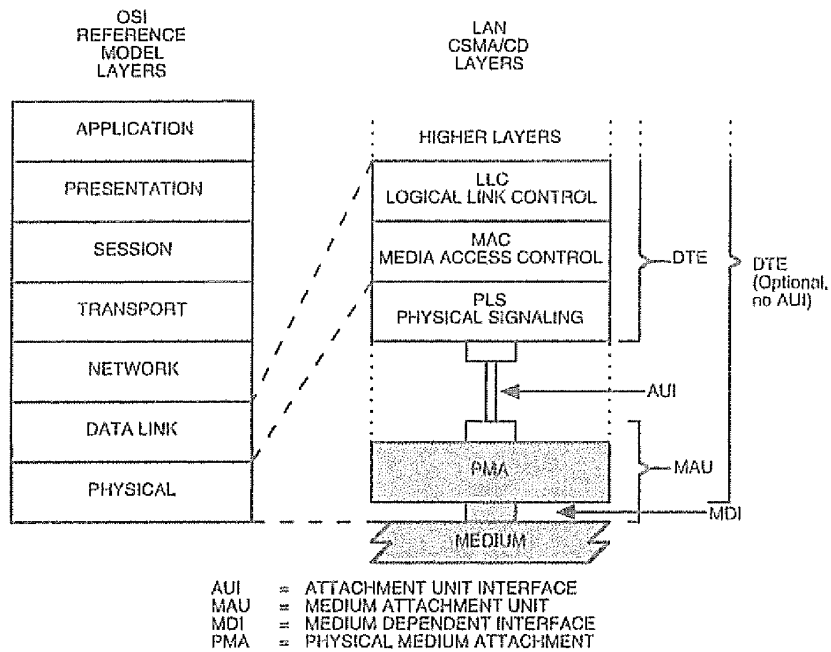 OSI
REFERENCE
MODEL
LAYERS
LAN
CSMA/CD
LAYERS
APPLICATION
PRESENTATION
SESSION
TRANSPORT
NETWORK
DATA LINK
PHYSICAL
HIGHER LAYERS
LLC
LOGICAL LINK CONTROL
MAC
MEDIA ACCESS CONTROL
PLS
PHYSICAL SIGNALING
DTE
DTE
(Optional,
no AUI)
AUI
PMA
MAU
MDI
MEDIUM
AUI = ATTACHMENT UNIT INTERFACE
MAU = MEDIUM ATTACHMENT UNIT
MDI = MEDIUM DEPENDENT INTERFACE
PMA = PHYSICAL MEDIUM ATTACHMENT